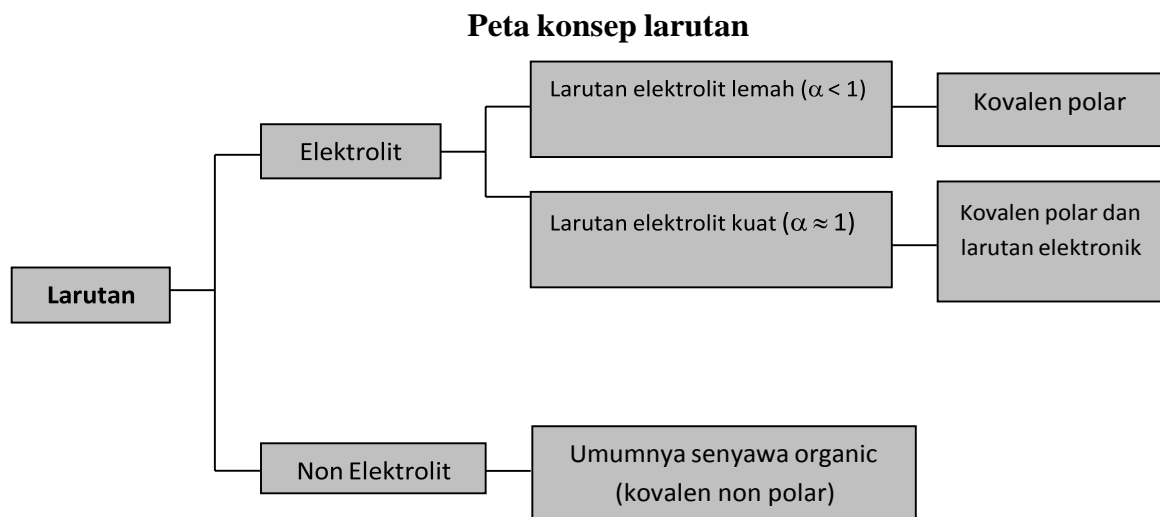 Peta konsep larutan
Larutan elektrolit lemah (α < 1)
Kovalen polar
Elektrolit
Larutan elektrolit kuat (α ≈ 1)
Kovalen polar dan
larutan elektronik
Larutan
Non Elektrolit
Umumnya senyawa organic
(kovalen non polar)